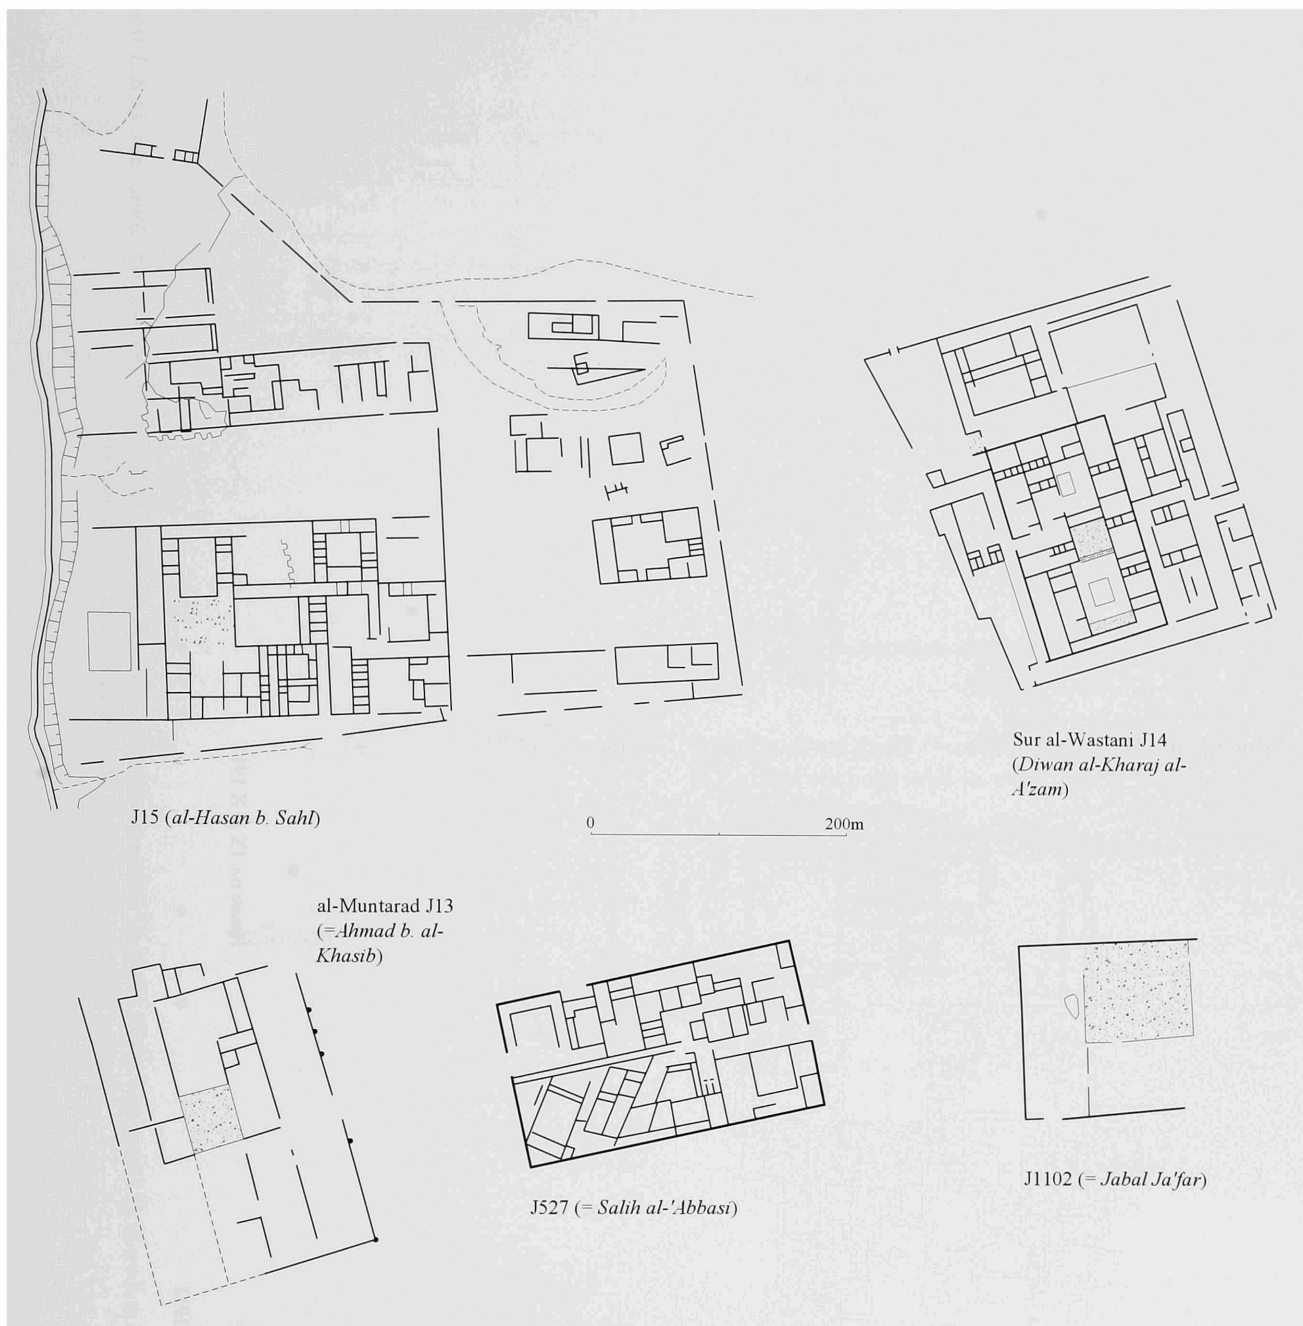 Sur al-Wastani J14
(Diwan al-Kharaj al-
A'zam)
J15 (al-Hasan b. Sahl)
0 200m
al-Muntarad J13
(=Ahmad b. al-
Khasib)
J527 (= Salih al-'Abbasi)
J1102 (= Jabal Ja'far)